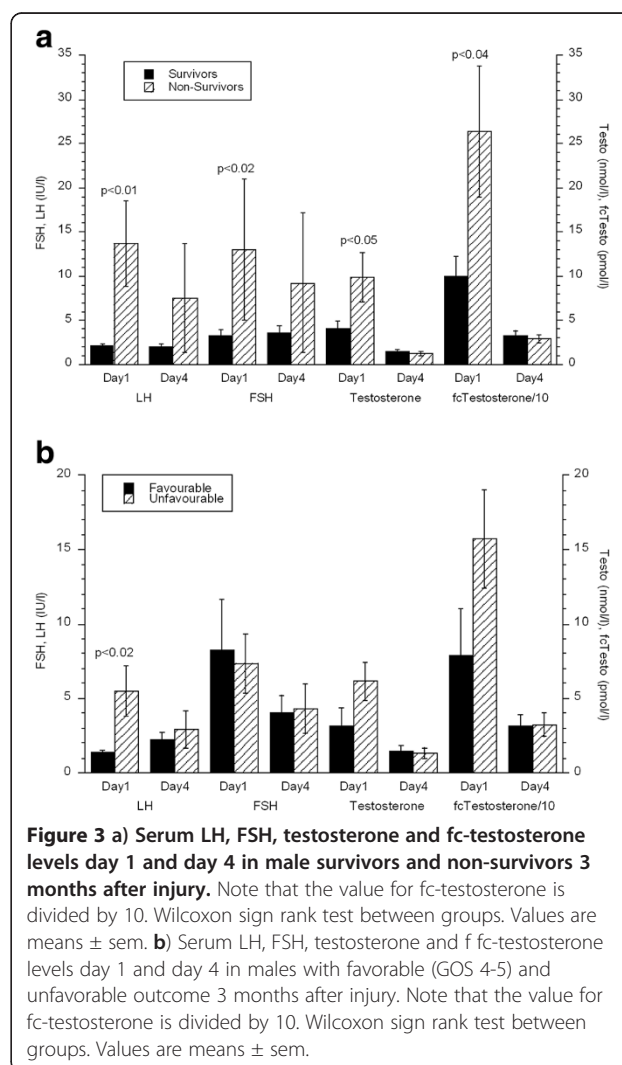 a
35
30
25
20
15
10
5
0
FSH, LH (IU/l)
Survivors
Non-Survivors
p<0.01
p<0.02
p<0.05
p<0.04
35
30
25
20
15
10
5
0
Testo (nmol/l), fcTesto (pmol/l)
Day1 Day4 Day1 Day4 Day1 Day4 Day1 Day4
LH FSH Testosterone fcTestosterone/10
b
20
15
10
5
0
FSH, LH (IU/l)
Favourable
Unfavourable
p<0.02
20
15
10
5
0
Testo (nmol/l), fcTesto (pmol/l)
Day1 Day4 Day1 Day4 Day1 Day4 Day1 Day4
LH FSH Testosterone fcTestosterone/10
Figure 3 a) Serum LH, FSH, testosterone and fc-testosterone
levels day 1 and day 4 in male survivors and non-survivors 3
months after injury. Note that the value for fc-testosterone is
divided by 10. Wilcoxon sign rank test between groups. Values are
means ± sem. b) Serum LH, FSH, testosterone and f fc-testosterone
levels day 1 and day 4 in males with favorable (GOS 4-5) and
unfavorable outcome 3 months after injury. Note that the value for
fc-testosterone is divided by 10. Wilcoxon sign rank test between
groups. Values are means ± sem.